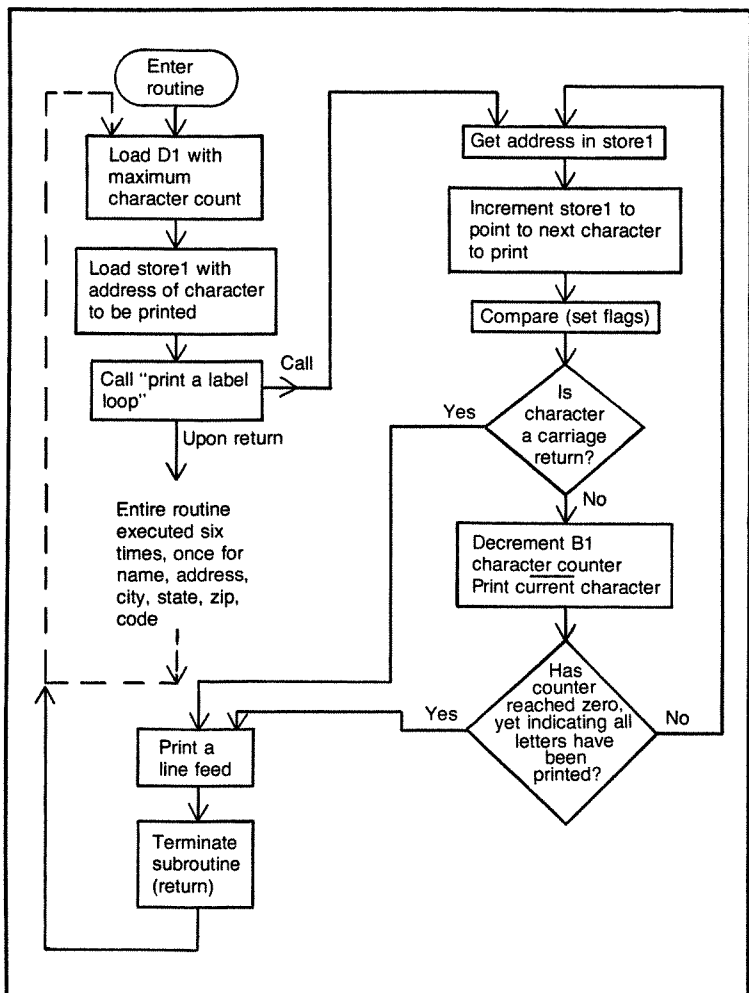 Enter
routine
Load D1 with
maximum
character count
Load store1 with
address of character
to be printed
Call "print a label
loop"
Call
Upon return
Entire routine
executed six
times, once for
name, address,
city, state, zip,
code
Get address in store1
Increment store1 to
point to next character
to print
Compare (set flags)
Is
character
a carriage
return?
Yes
No
Decrement B1
character counter
Print current character
Has
counter
reached zero,
yet indicating all
letters have
been
printed?
Yes
No
Print a
line feed
Terminate
subroutine
(return)